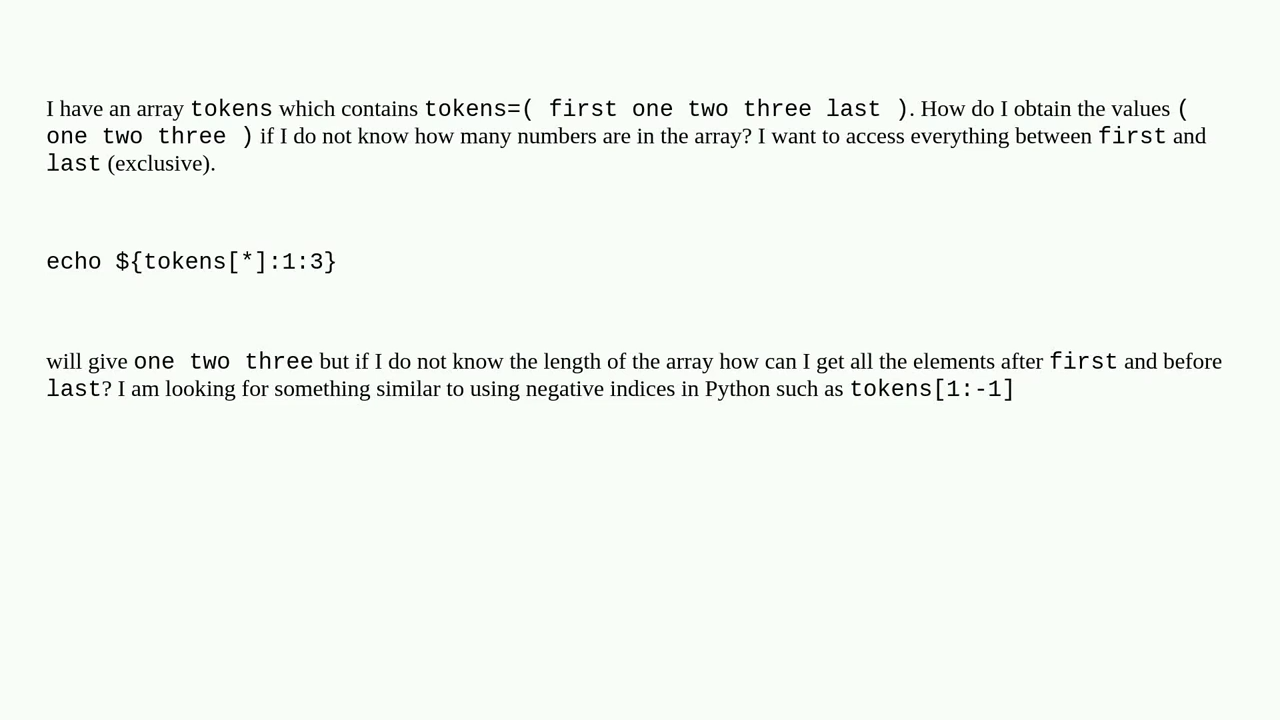 I have an array tokens which contains tokens=( first one two three last ). How do I obtain the values (
one two three ) if I do not know how many numbers are in the array? I want to access everything between first and
last (exclusive).
echo ${tokens[*]:1:3}
will give one two three but if I do not know the length of the array how can I get all the elements after first and before
last? I am looking for something similar to using negative indices in Python such as tokens[1:-1]